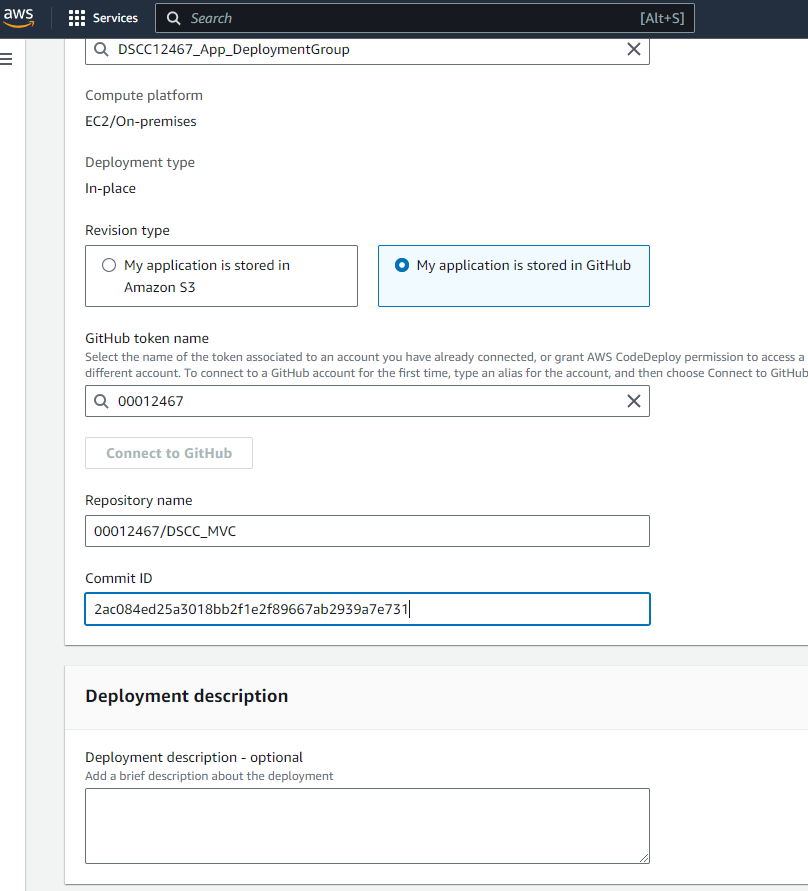 aws
Services
Search
[Alt+S]
DSCC12467_App_DeploymentGroup
Compute platform
EC2/On-premises
Deployment type
In-place
Revision type
My application is stored in
Amazon S3
My application is stored in GitHub
GitHub token name
Select the name of the token associated to an account you have already connected, or grant AWS CodeDeploy permission to access a
different account. To connect to a GitHub account for the first time, type an alias for the account, and then choose Connect to GitHub
00012467
Connect to GitHub
Repository name
00012467/DSCC_MVC
Commit ID
2ac084ed25a3018bb2f1e2f89667ab2939a7e731
Deployment description
Deployment description - optional
Add a brief description about the deployment